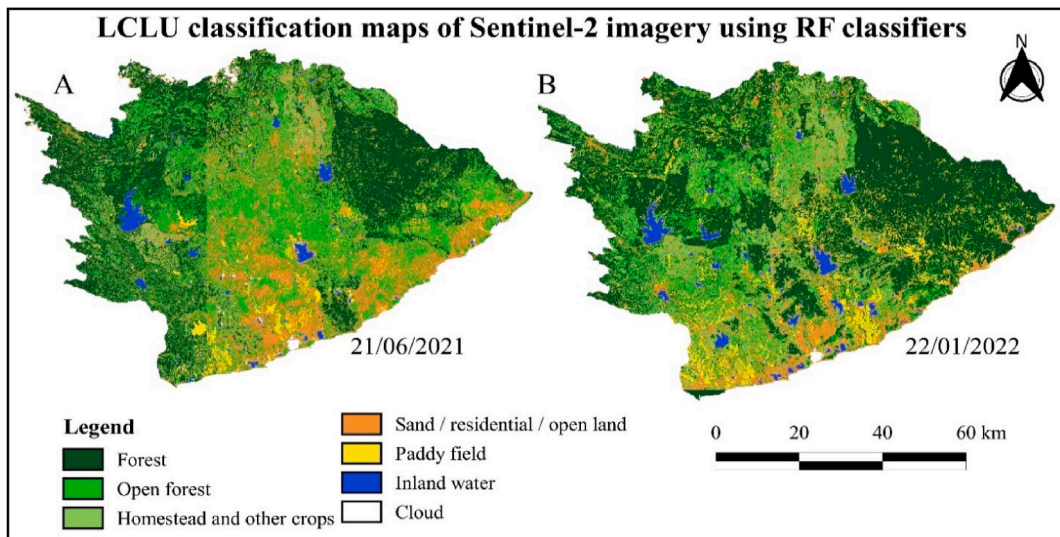 LCLU classification maps of Sentinel-2 imagery using RF classifiers
A
B
N
21/06/2021
22/01/2022
Legend
Forest
Open forest
Homestead and other crops
Sand / residential / open land
Paddy field
Inland water
Cloud
0 20 40 60 km